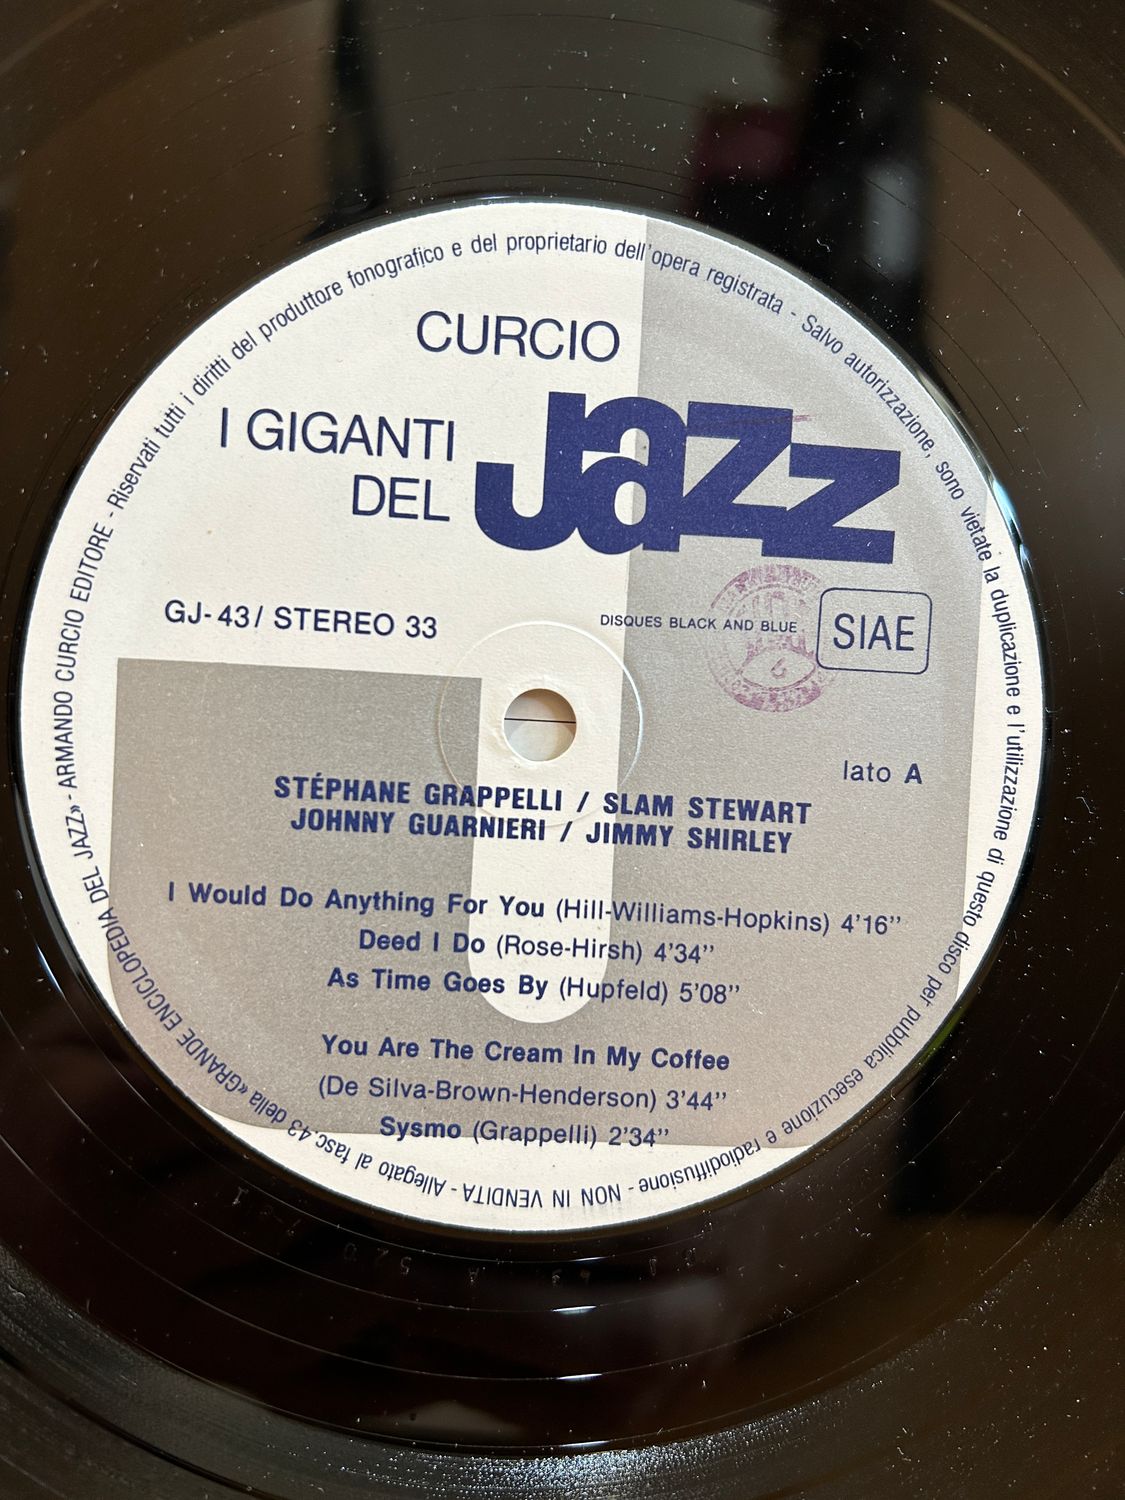 - Riservati tutti i diritti del produttore fonografico e del proprietario dell'opera registrata - Salvo autorizzazione, sono vietate la duplicazione e l'utilizzazione di questo disco per pubblica esecuzione e radiodiffusione - NON IN VENDITA - Allegato al fasc. 43 della «GRANDE ENCICLOPEDIA DEL JAZZ» - ARMANDO CURCIO EDITORE
CURCIO
I GIGANTI
DEL JaZZ
GJ-43 / STEREO 33
DISQUES BLACK AND BLUE
SIAE
lato A
STÉPHANE GRAPPELLI / SLAM STEWART
JOHNNY GUARNIERI / JIMMY SHIRLEY
I Would Do Anything For You (Hill-Williams-Hopkins) 4'16''
Deed I Do (Rose-Hirsh) 4'34''
As Time Goes By (Hupfeld) 5'08''
You Are The Cream In My Coffee
(De Silva-Brown-Henderson) 3'44''
Sysmo (Grappelli) 2'34''